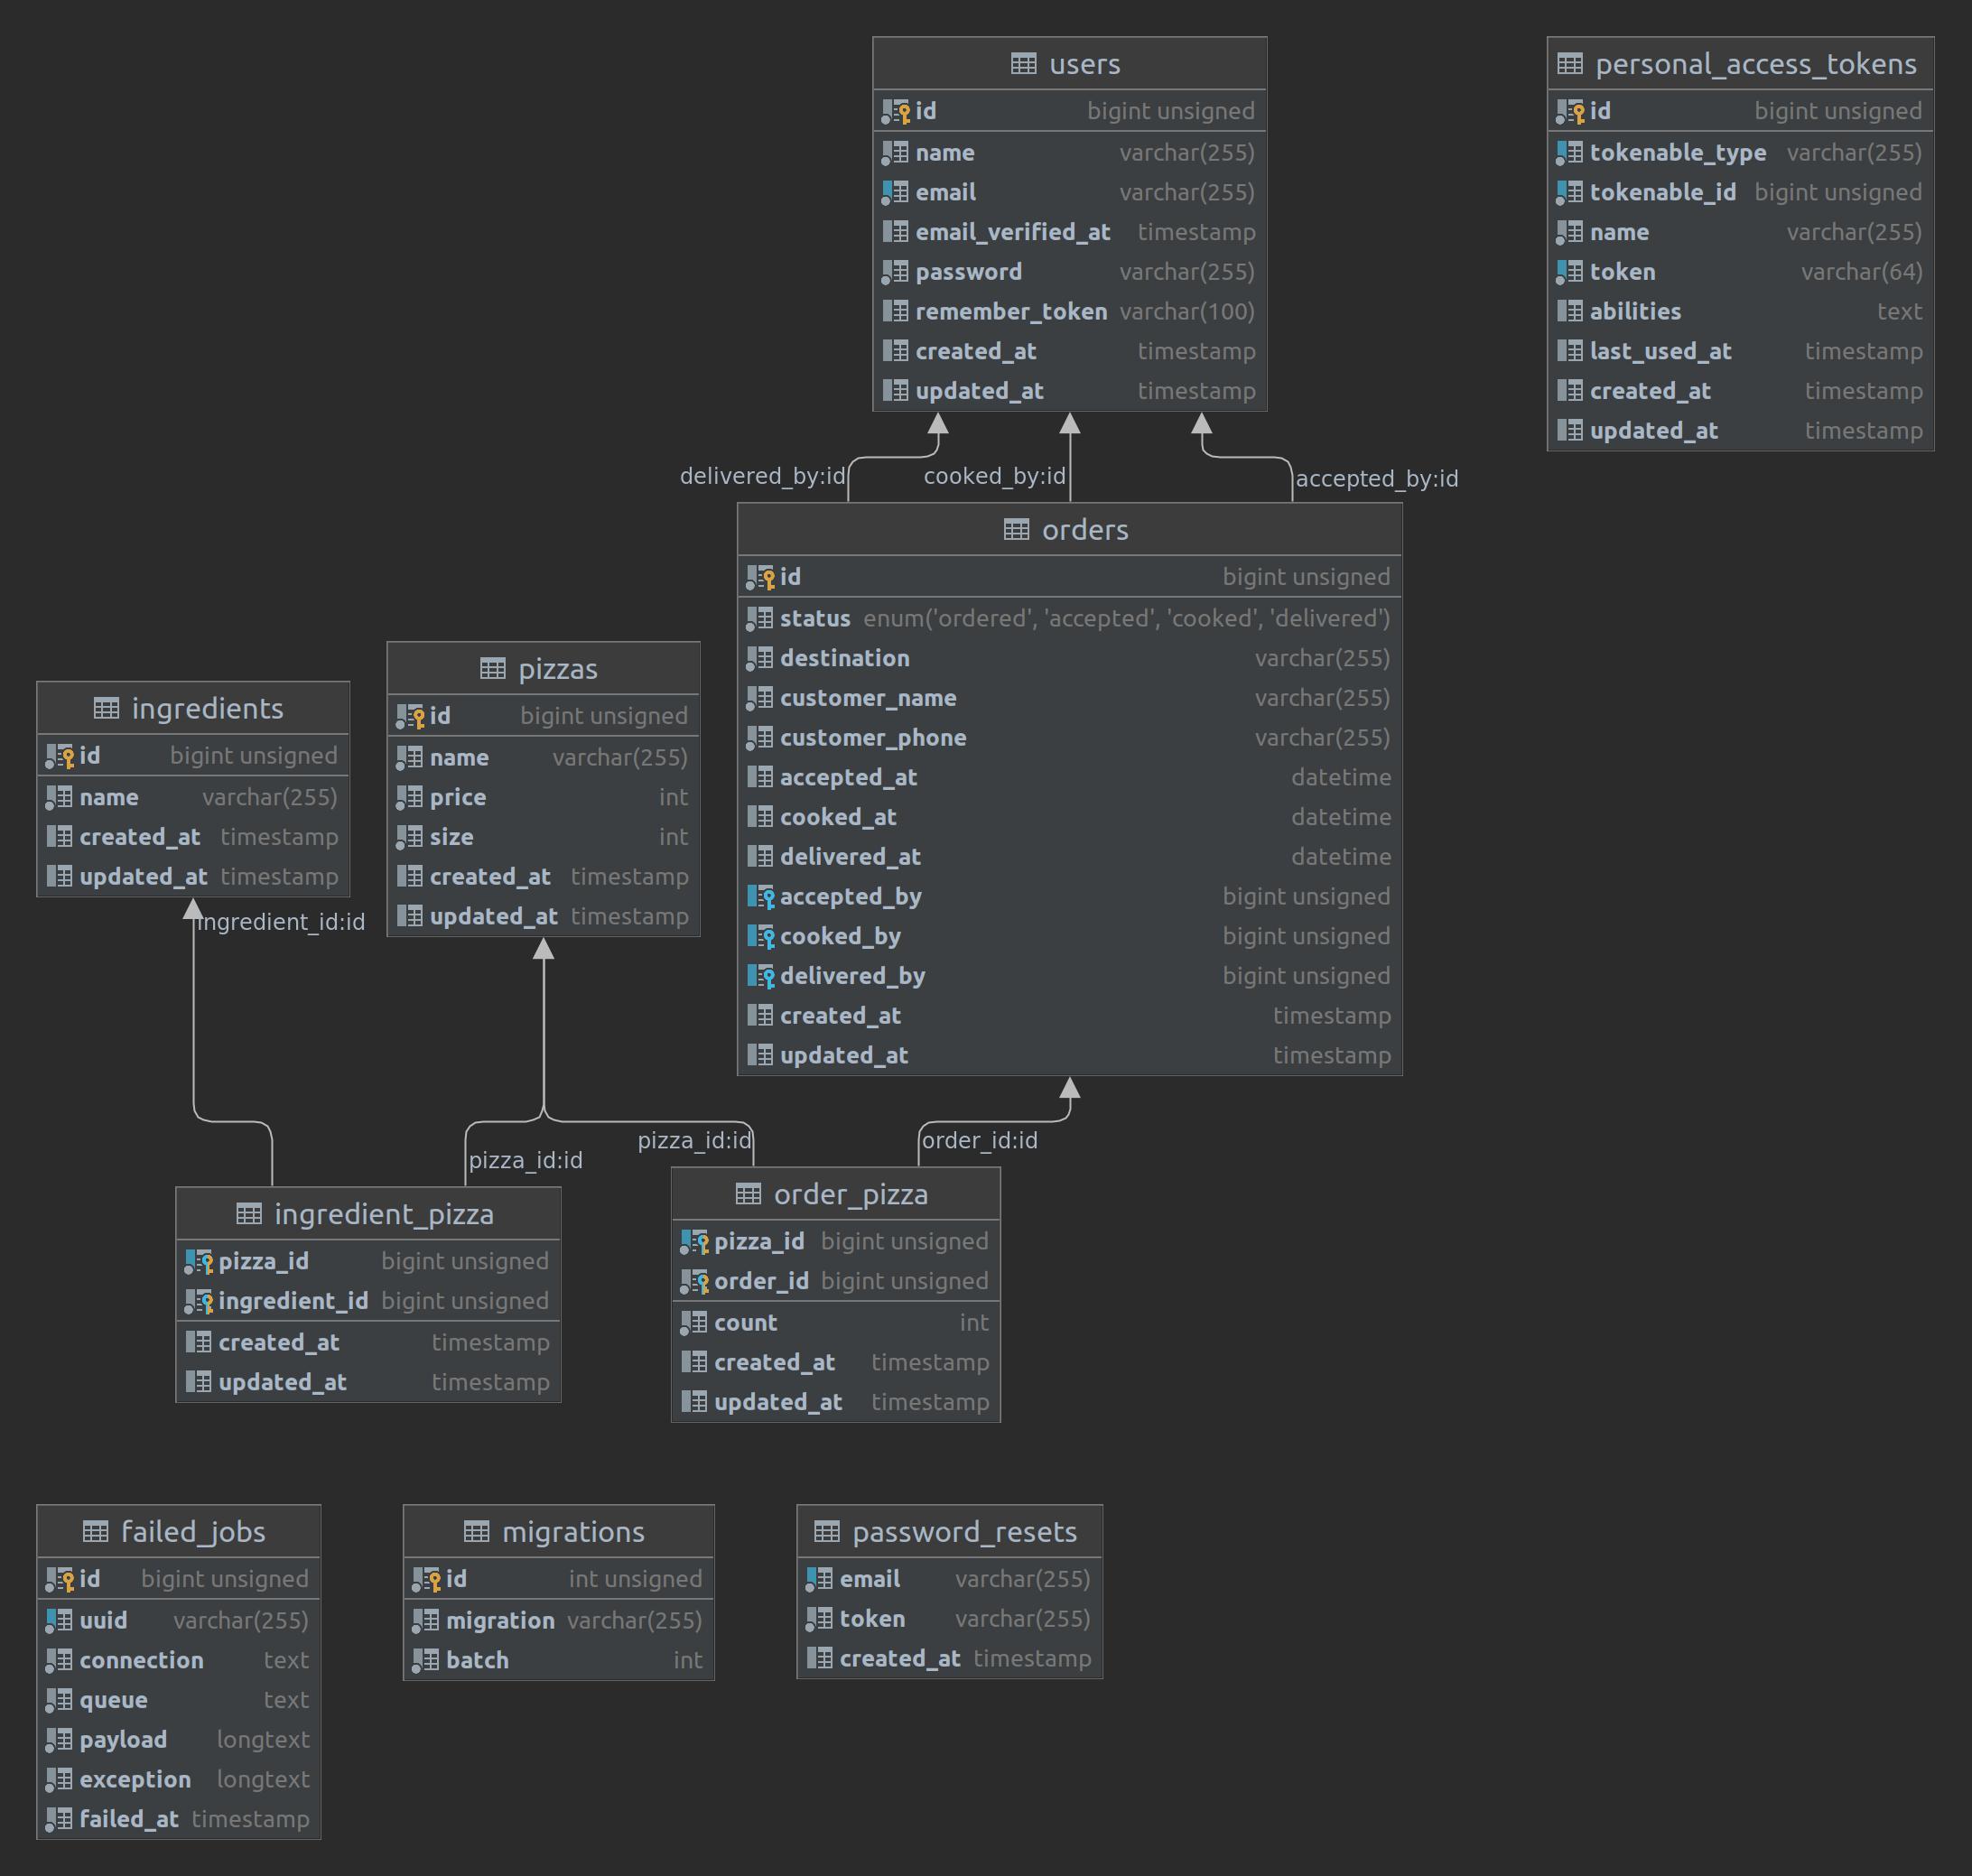 users
id bigint unsigned
name varchar(255)
email varchar(255)
email_verified_at timestamp
password varchar(255)
remember_token varchar(100)
created_at timestamp
updated_at timestamp
personal_access_tokens
id bigint unsigned
tokenable_type varchar(255)
tokenable_id bigint unsigned
name varchar(255)
token varchar(64)
abilities text
last_used_at timestamp
created_at timestamp
updated_at timestamp
delivered_by:id
cooked_by:id
accepted_by:id
orders
id bigint unsigned
status enum('ordered', 'accepted', 'cooked', 'delivered')
destination varchar(255)
customer_name varchar(255)
customer_phone varchar(255)
accepted_at datetime
cooked_at datetime
delivered_at datetime
accepted_by bigint unsigned
cooked_by bigint unsigned
delivered_by bigint unsigned
created_at timestamp
updated_at timestamp
pizzas
id bigint unsigned
name varchar(255)
price int
size int
created_at timestamp
updated_at timestamp
ingredients
id bigint unsigned
name varchar(255)
created_at timestamp
updated_at timestamp
ingredient_id:id
pizza_id:id
pizza_id:id
order_id:id
ingredient_pizza
pizza_id bigint unsigned
ingredient_id bigint unsigned
created_at timestamp
updated_at timestamp
order_pizza
pizza_id bigint unsigned
order_id bigint unsigned
count int
created_at timestamp
updated_at timestamp
failed_jobs
id bigint unsigned
uuid varchar(255)
connection text
queue text
payload longtext
exception longtext
failed_at timestamp
migrations
id int unsigned
migration varchar(255)
batch int
password_resets
email varchar(255)
token varchar(255)
created_at timestamp